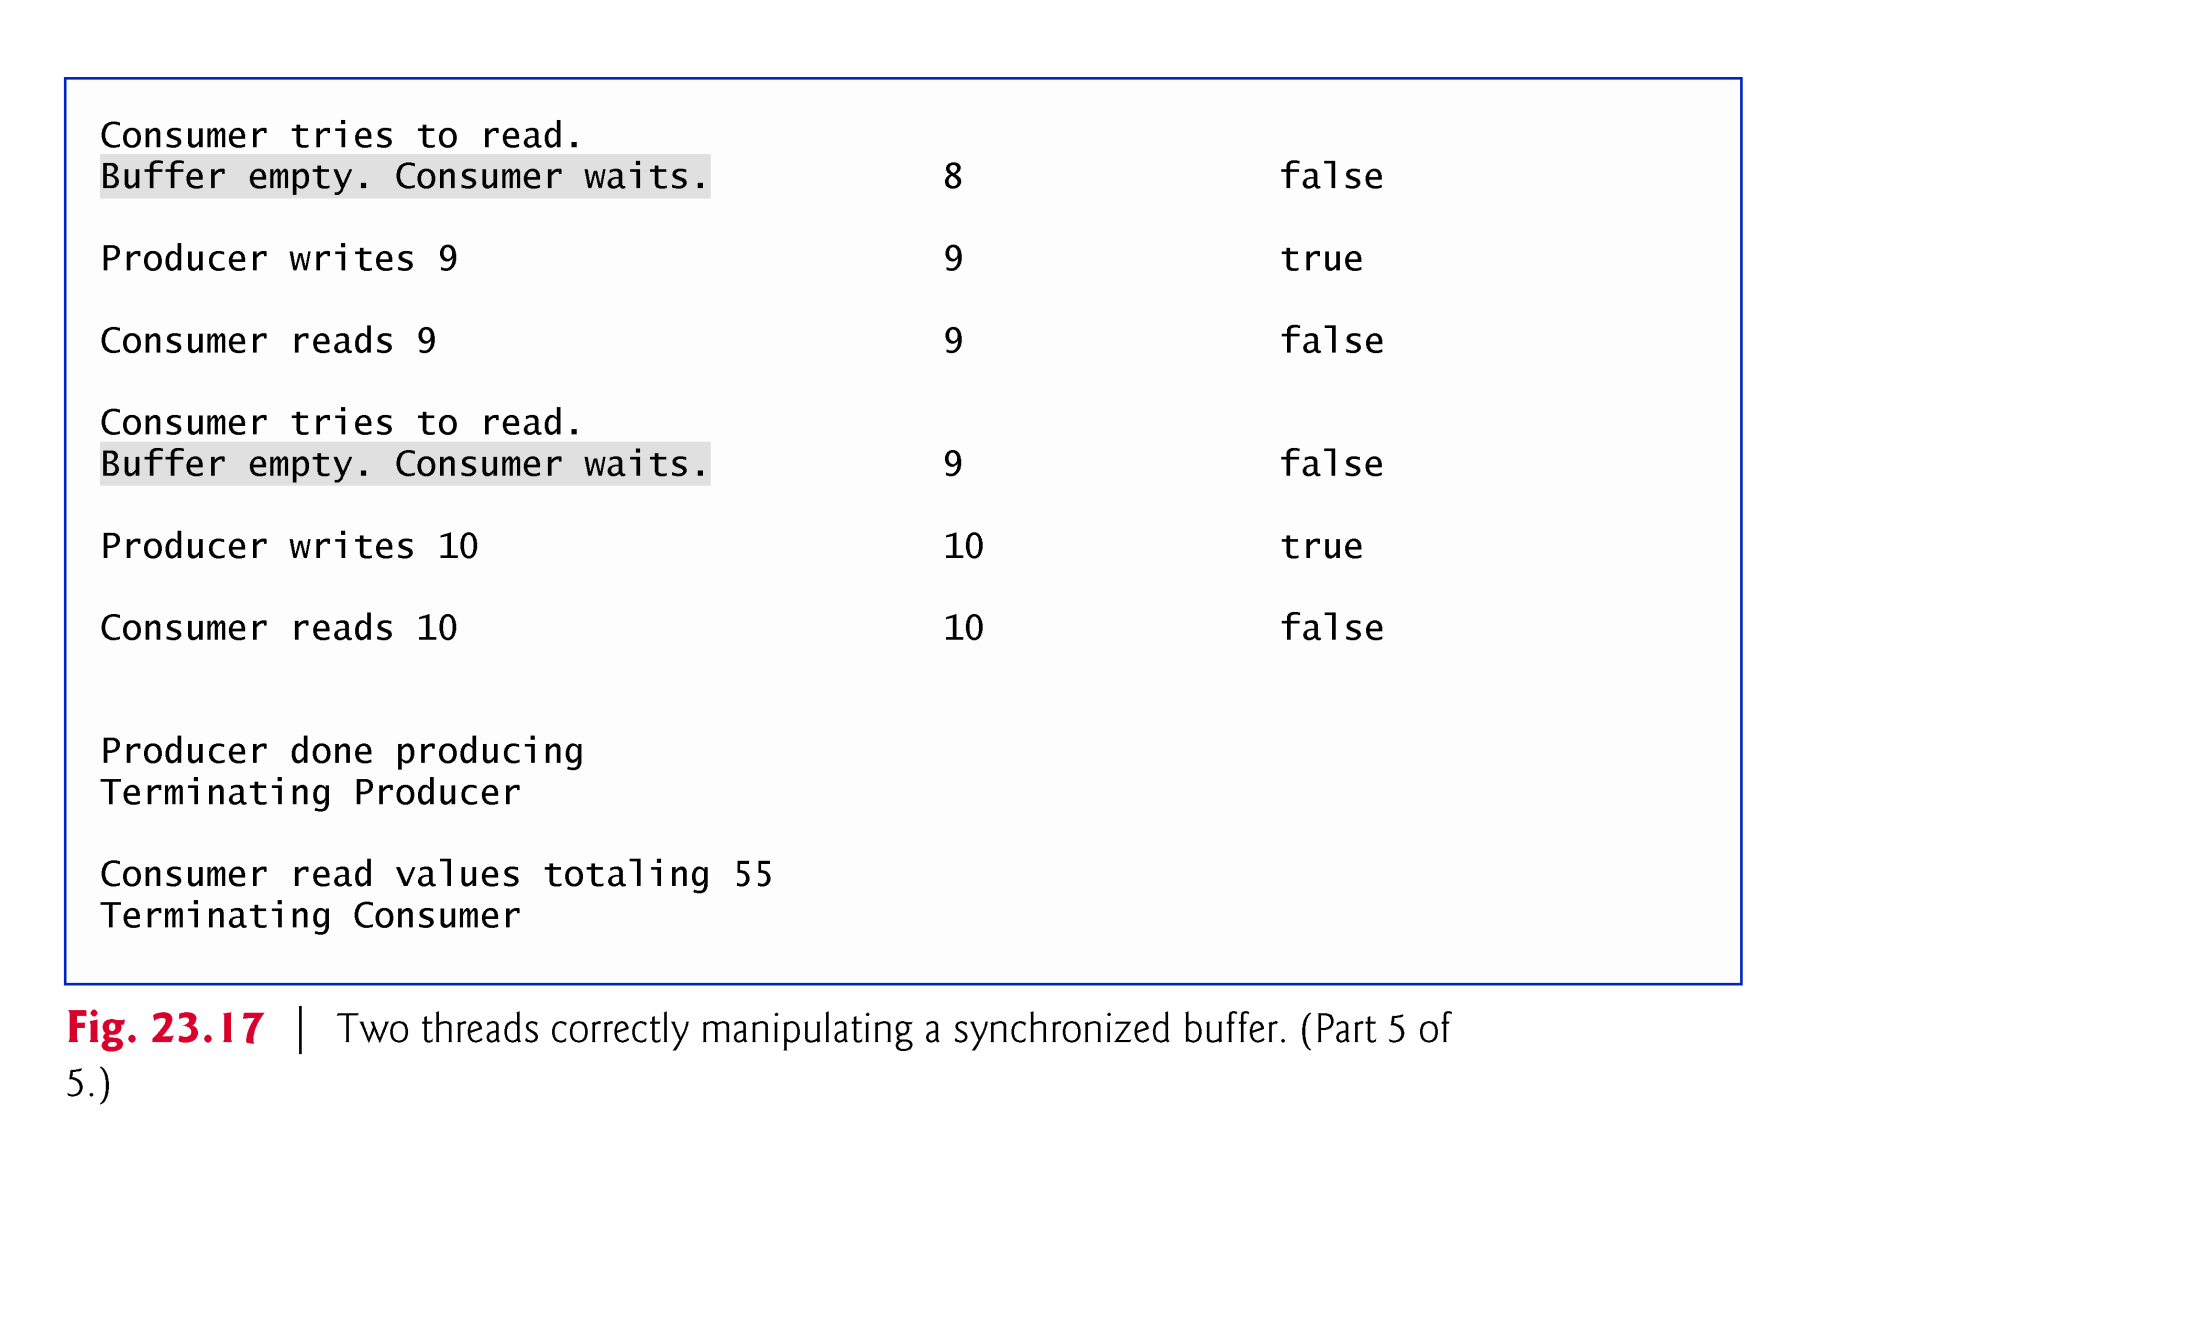 Consumer tries to read.
Buffer empty. Consumer waits. 8 false
Producer writes 9 9 true
Consumer reads 9 9 false
Consumer tries to read.
Buffer empty. Consumer waits. 9 false
Producer writes 10 10 true
Consumer reads 10 10 false
Producer done producing
Terminating Producer
Consumer read values totaling 55
Terminating Consumer
Fig. 23.17 | Two threads correctly manipulating a synchronized buffer. (Part 5 of
5.)